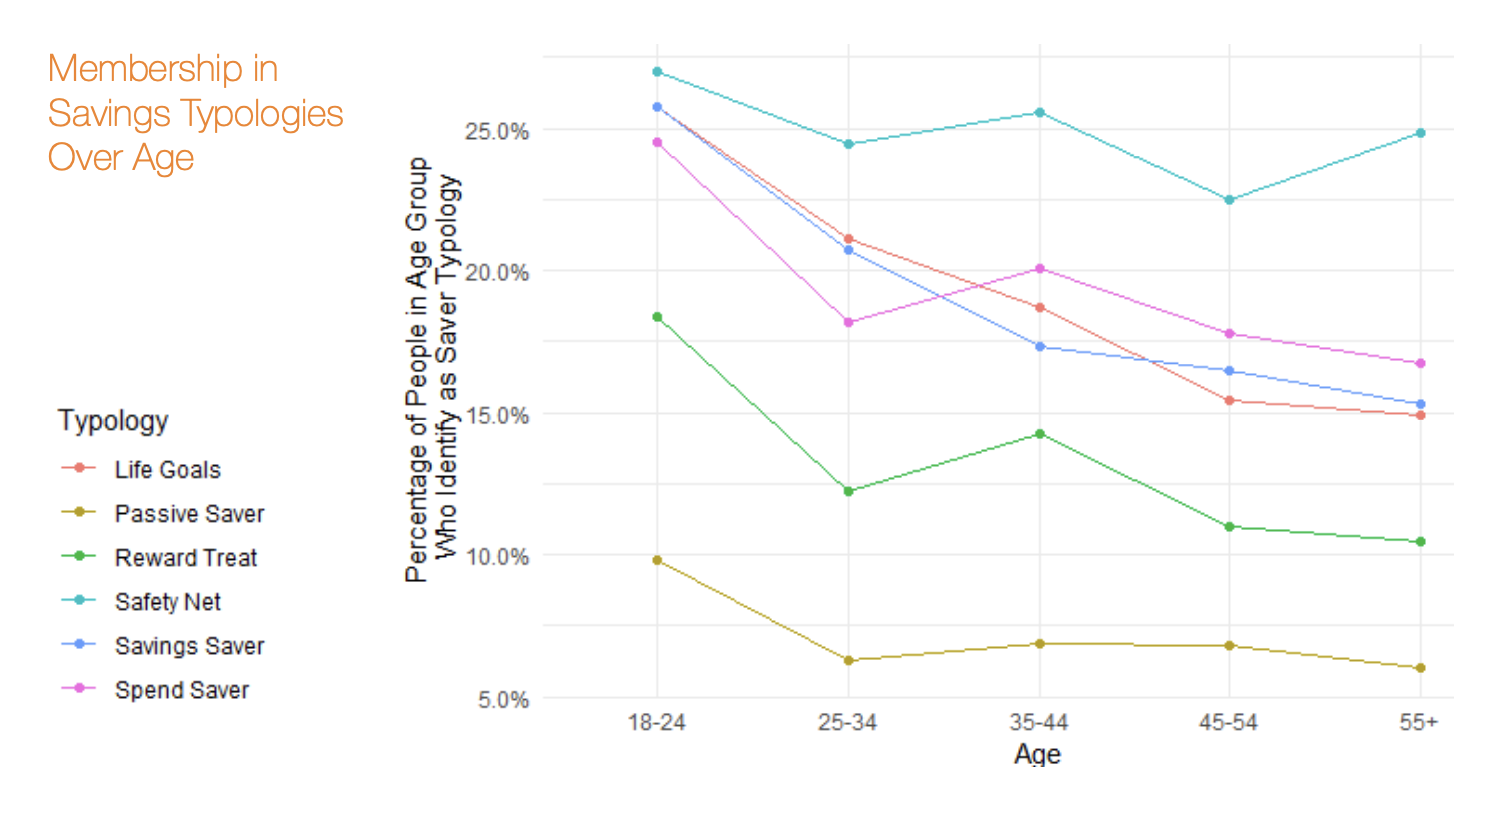 Membership in
Savings Typologies
Over Age
Typology
Life Goals
Passive Saver
Reward Treat
Safety Net
Savings Saver
Spend Saver
Percentage of People in Age Group
Who Identify as Saver Typology
25.0%
20.0%
15.0%
10.0%
5.0%
18-24 25-34 35-44 45-54 55+
Age